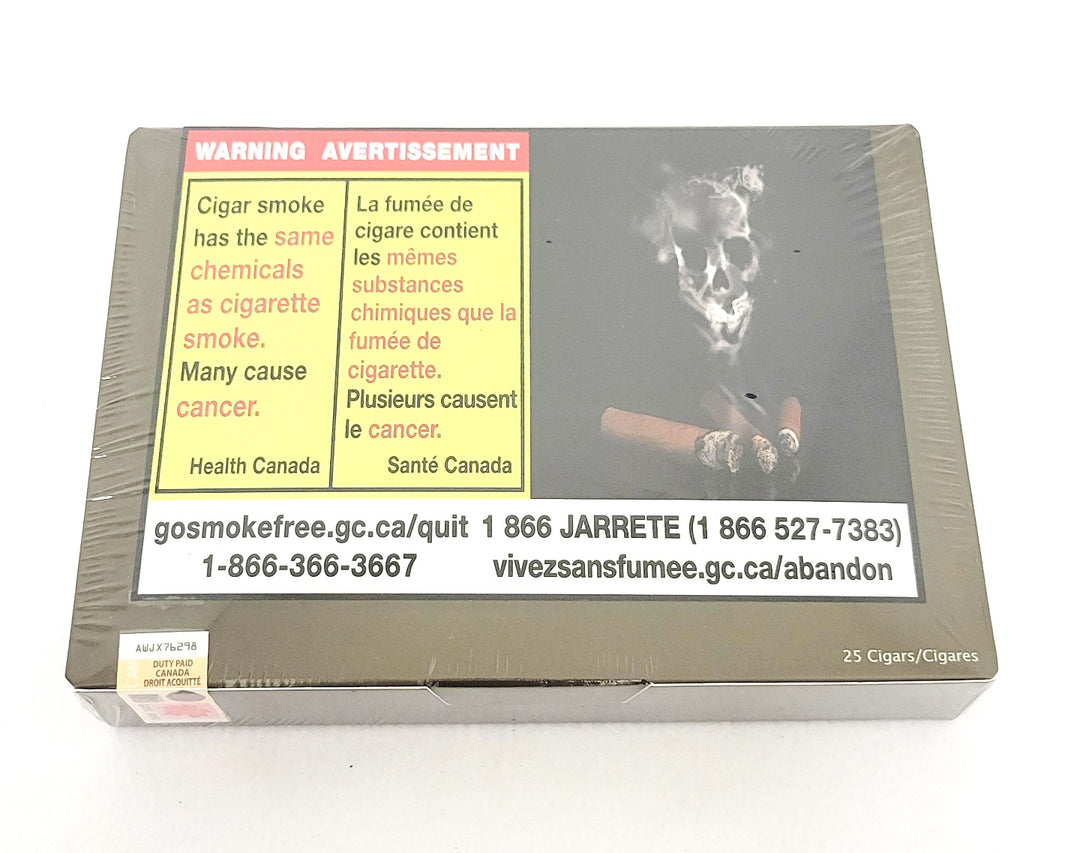 WARNING AVERTISSEMENT
Cigar smoke
has the same
chemicals
as cigarette
smoke.
Many cause
cancer.
Health Canada
La fumée de
cigare contient
les mêmes
substances
chimiques que la
fumée de
cigarette.
Plusieurs causent
le cancer.
Santé Canada
gosmokefree.gc.ca/quit
1-866-366-3667
1 866 JARRETE (1 866 527-7383)
vivezsansfumee.gc.ca/abandon
AWJX76298
DUTY PAID
CANADA
DROIT ACQUITTÉ
CAN
25 Cigars/Cigares